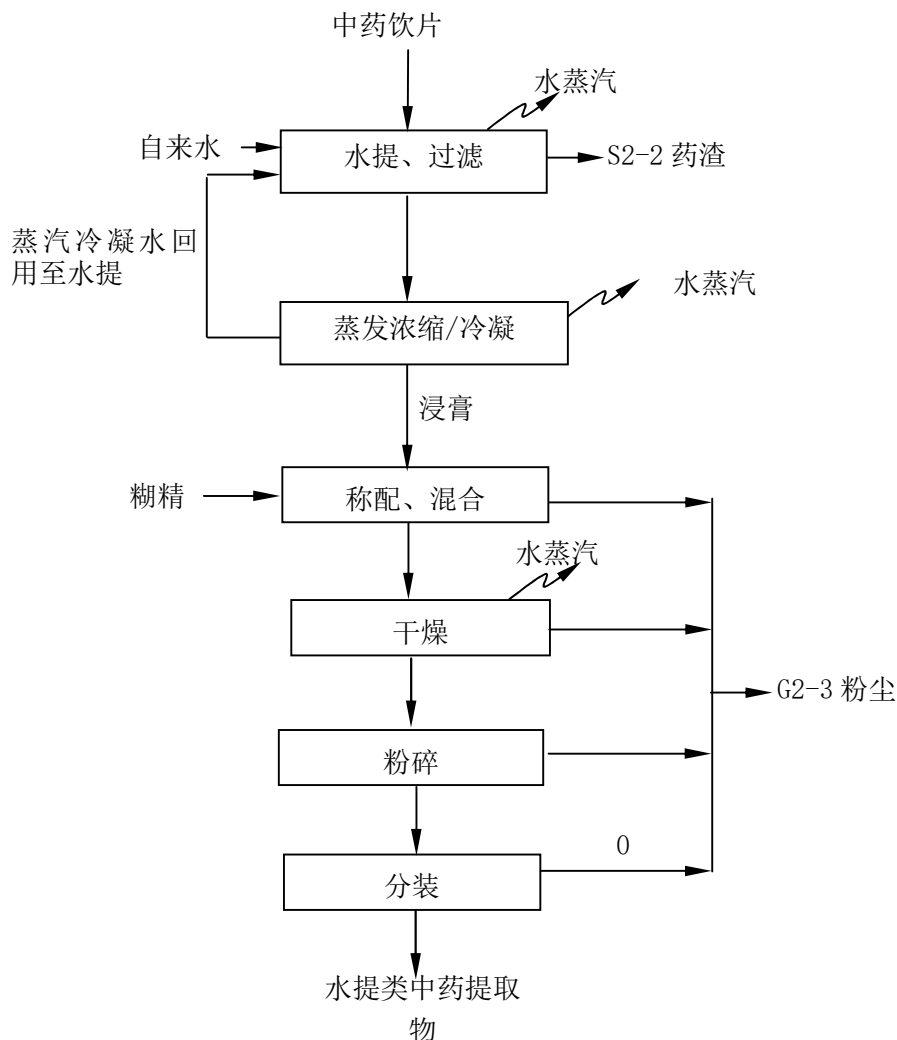 中药饮片
水蒸汽
自来水
水提、过滤
S2-2 药渣
蒸汽冷凝水回
用至水提
水蒸汽
蒸发浓缩/冷凝
浸膏
糊精
称配、混合
水蒸汽
干燥
G2-3 粉尘
粉碎
0
分装
水提类中药提取
物